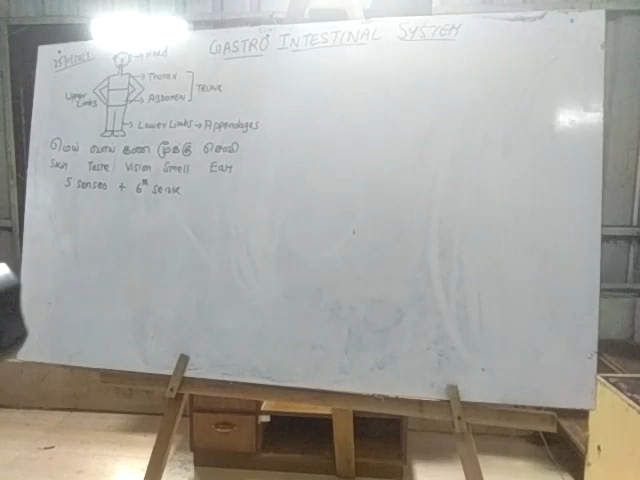 GASTRO INTESTINAL SYSTEM
Head
Thorax
ABDOMEN
TRUNK
Upper
Limbs
Lower Limbs → Appendages
மெய் வாய் கண் மூக்கு செவி
Skin Taste Vision Smell Ear
5 senses + 6th sense